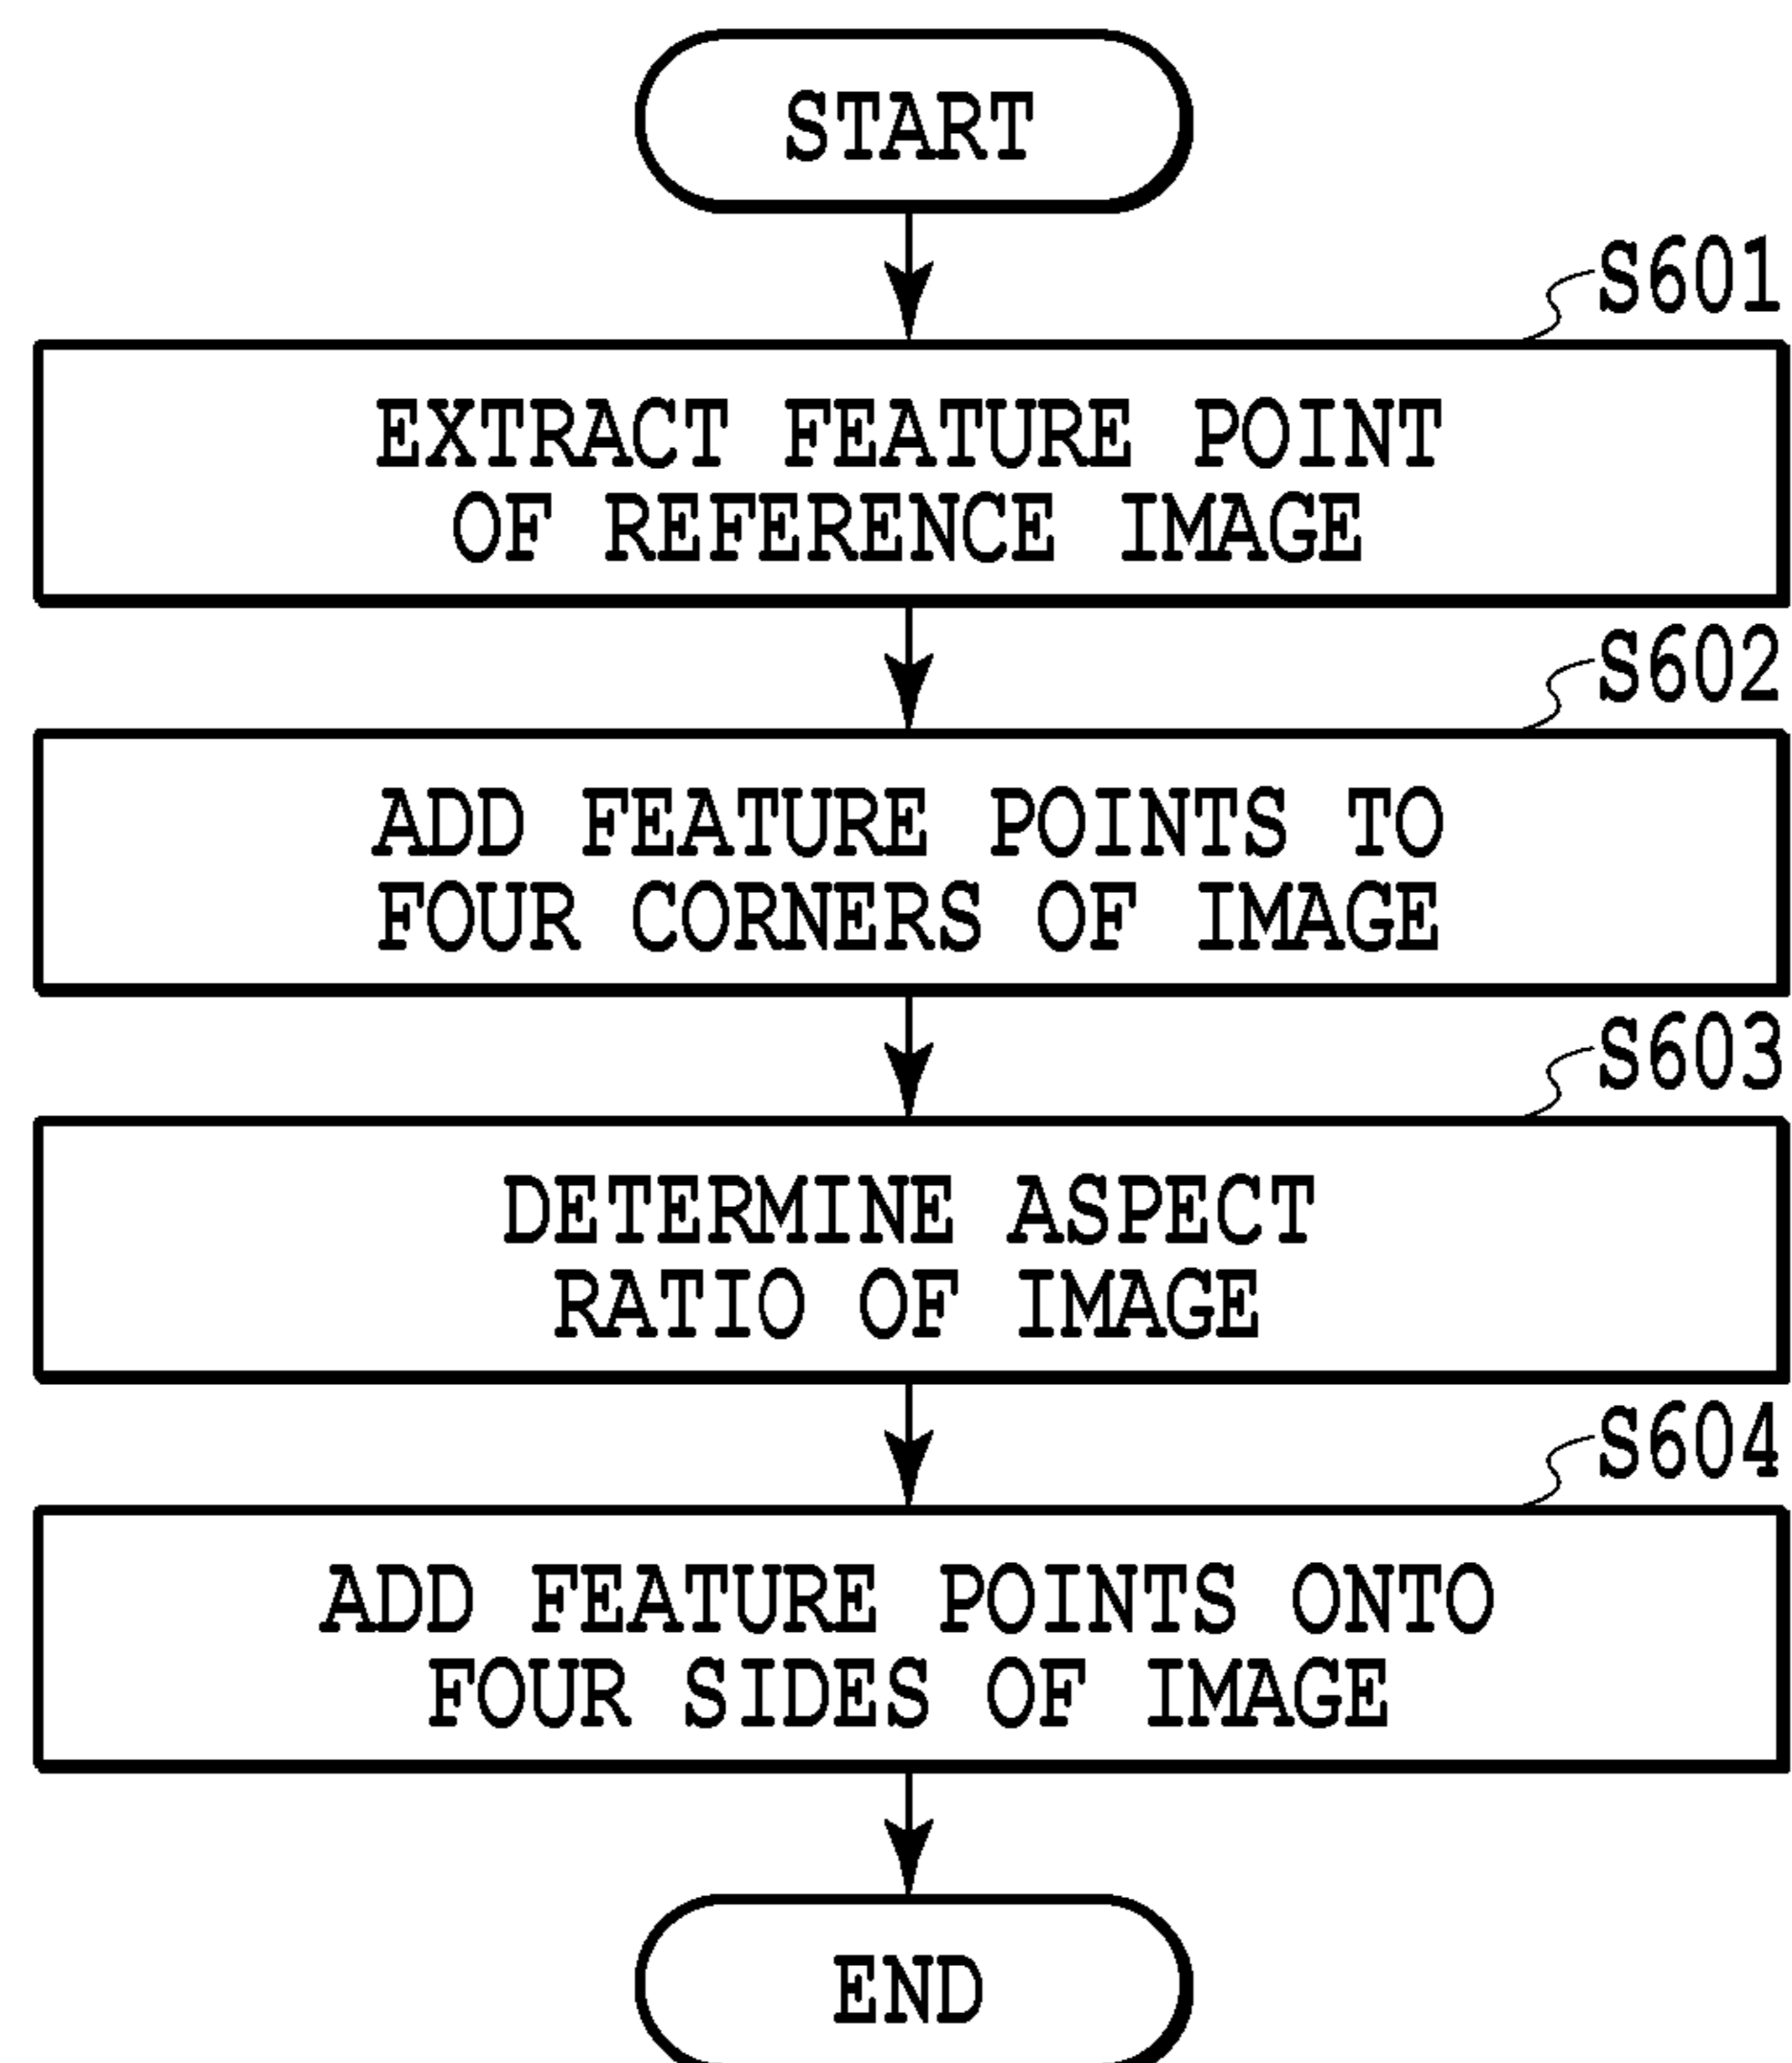 START
S601
EXTRACT FEATURE POINT
OF REFERENCE IMAGE
S602
ADD FEATURE POINTS TO
FOUR CORNERS OF IMAGE
S603
DETERMINE ASPECT
RATIO OF IMAGE
S604
ADD FEATURE POINTS ONTO
FOUR SIDES OF IMAGE
END